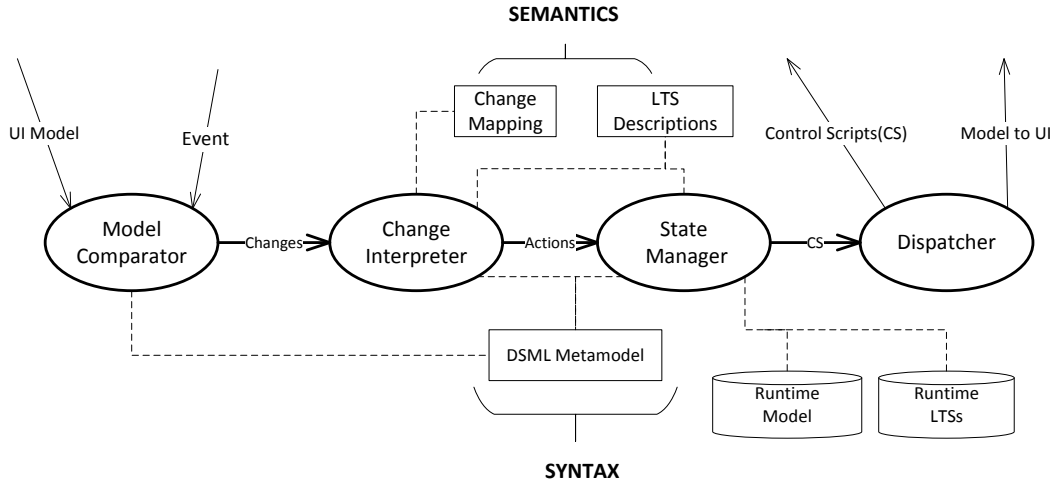 SEMANTICS
Change
Mapping
LTS
Descriptions
UI Model
Event
Control Scripts(CS)
Model to UI
Model
Comparator
Changes
Change
Interpreter
Actions
State
Manager
CS
Dispatcher
DSML Metamodel
Runtime
Model
Runtime
LTSs
SYNTAX